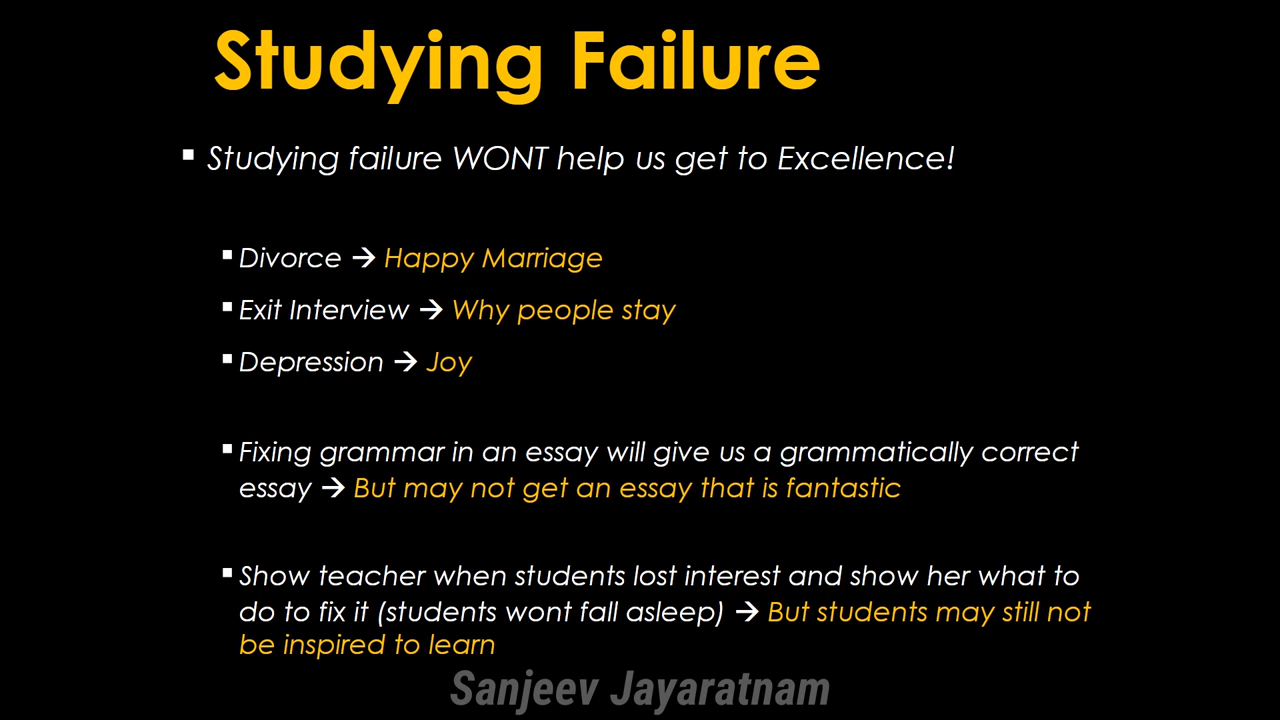 Studying Failure
▪ Studying failure WONT help us get to Excellence!
▪ Divorce → Happy Marriage
▪ Exit Interview → Why people stay
▪ Depression → Joy
▪ Fixing grammar in an essay will give us a grammatically correct
essay → But may not get an essay that is fantastic
▪ Show teacher when students lost interest and show her what to
do to fix it (students wont fall asleep) → But students may still not
be inspired to learn
Sanjeev Jayaratnam